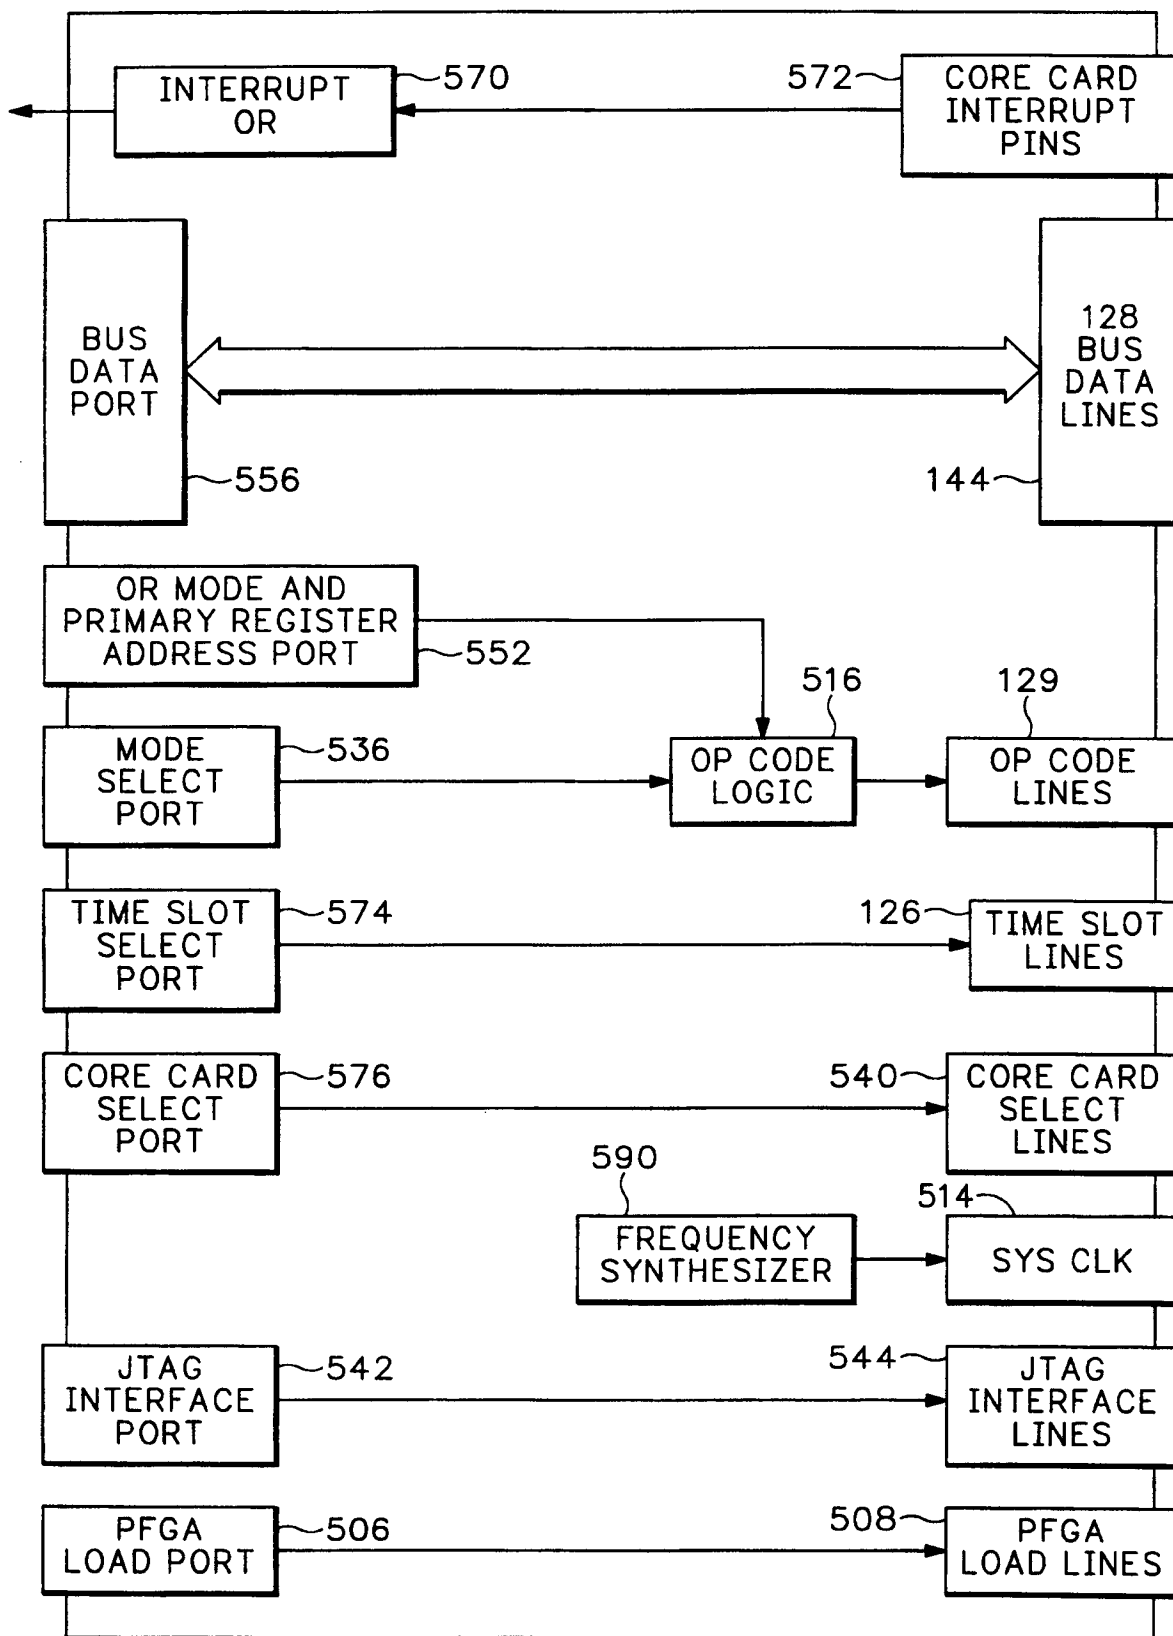 INTERRUPT
OR
570
572
CORE CARD
INTERRUPT
PINS
BUS
DATA
PORT
556
128
BUS
DATA
LINES
144
OR MODE AND
PRIMARY REGISTER
ADDRESS PORT
552
516
129
MODE
SELECT
PORT
536
OP CODE
LOGIC
OP CODE
LINES
TIME SLOT
SELECT
PORT
574
126
TIME SLOT
LINES
CORE CARD
SELECT
PORT
576
540
CORE CARD
SELECT
LINES
590
514
FREQUENCY
SYNTHESIZER
SYS CLK
JTAG
INTERFACE
PORT
542
544
JTAG
INTERFACE
LINES
PFGA
LOAD PORT
506
508
PFGA
LOAD LINES